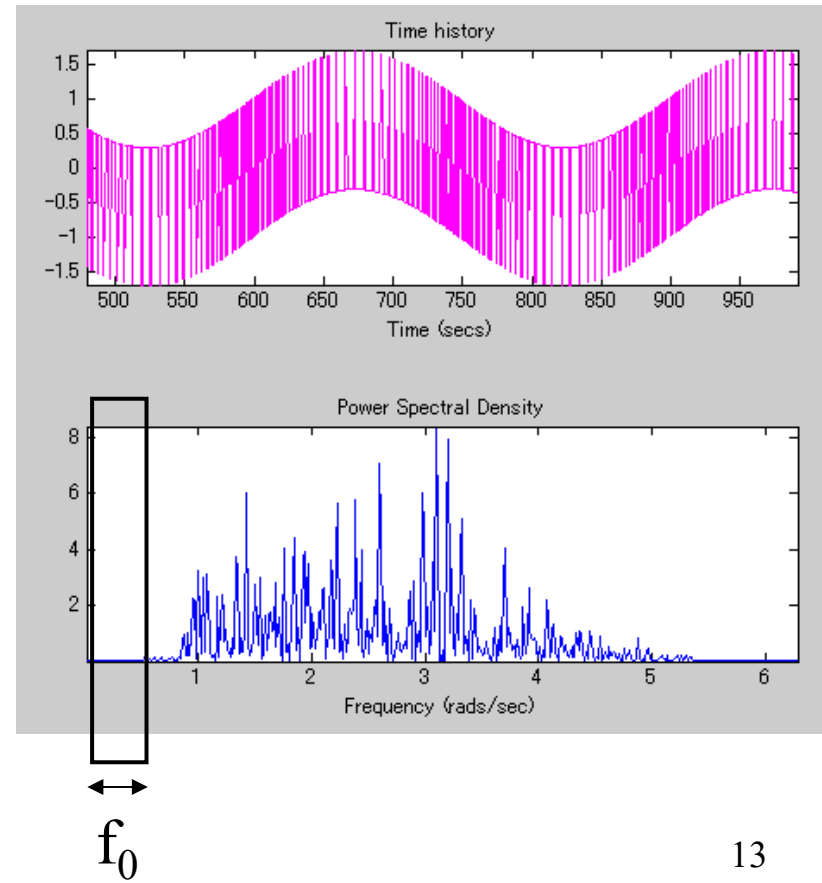 Time history
1.5
1
0.5
0
-0.5
-1
-1.5
500 550 600 650 700 750 800 850 900 950
Time (secs)
Power Spectral Density
8
6
4
2
1 2 3 4 5 6
Frequency (rads/sec)
f0
13